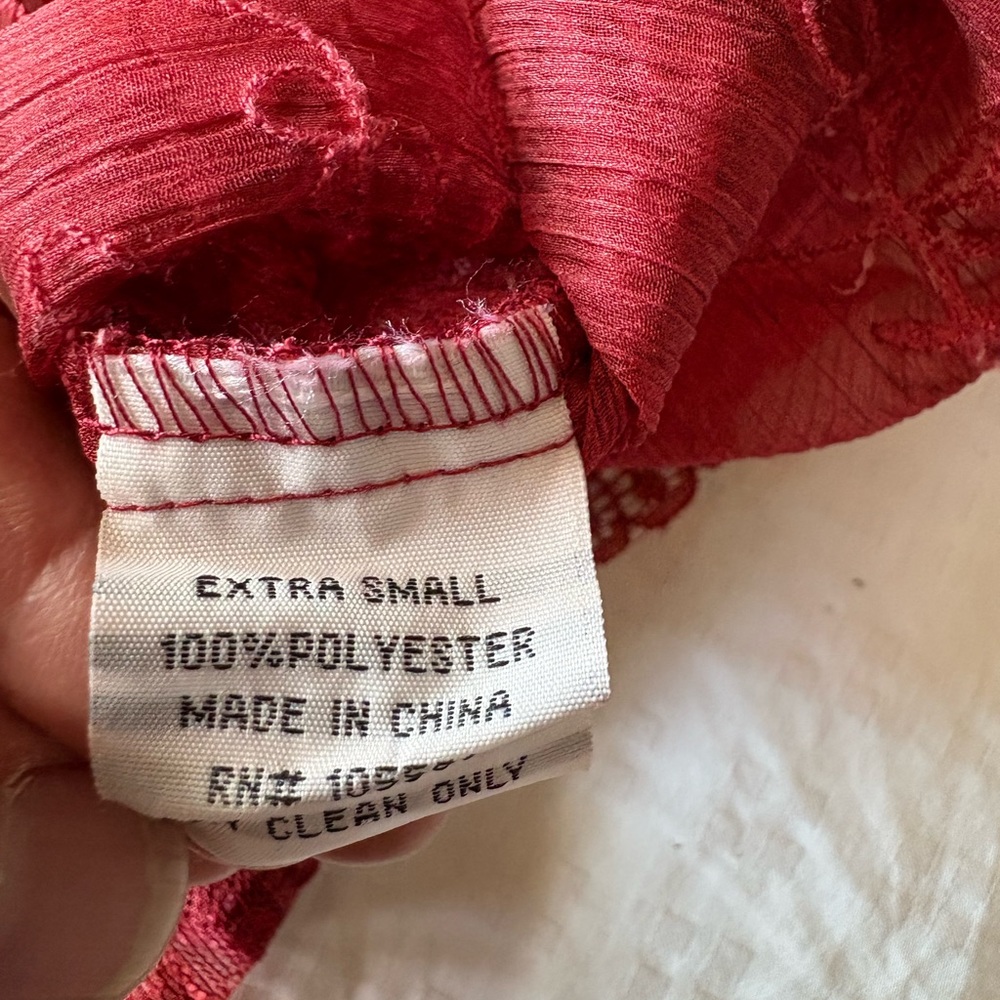 EXTRA SMALL
100%POLYESTER
MADE IN CHINA
RN#
CLEAN ONLY